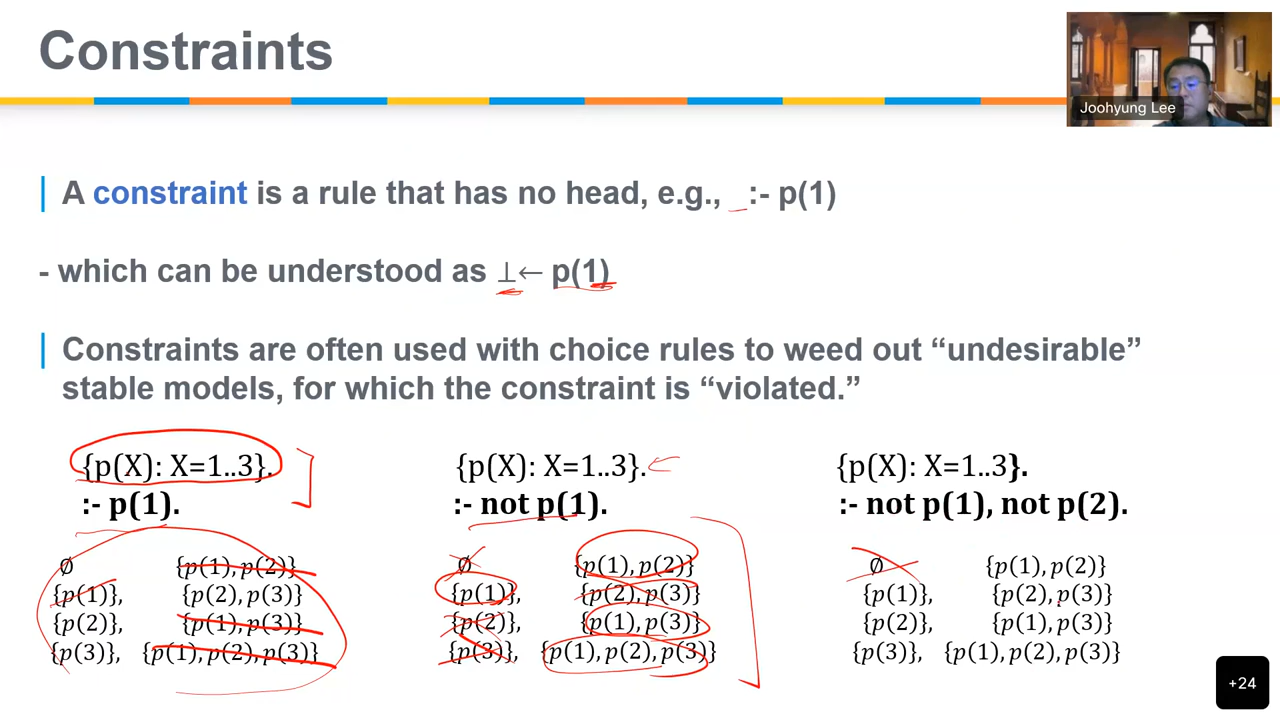 Constraints
Joohyung Lee
A constraint is a rule that has no head, e.g., :- p(1)
- which can be understood as ⊥← p(1)
Constraints are often used with choice rules to weed out “undesirable”
stable models, for which the constraint is “violated.”
{p(X): X=1..3}.
:- p(1).
∅ {p(1), p(2)}
{p(1)}, {p(2), p(3)}
{p(2)}, {p(1), p(3)}
{p(3)}, {p(1), p(2), p(3)}
{p(X): X=1..3}.
:- not p(1).
∅ {p(1), p(2)}
{p(1)}, {p(2), p(3)}
{p(2)}, {p(1), p(3)}
{p(3)}, {p(1), p(2), p(3)}
{p(X): X=1..3}.
:- not p(1), not p(2).
∅ {p(1), p(2)}
{p(1)}, {p(2), p(3)}
{p(2)}, {p(1), p(3)}
{p(3)}, {p(1), p(2), p(3)}
+24